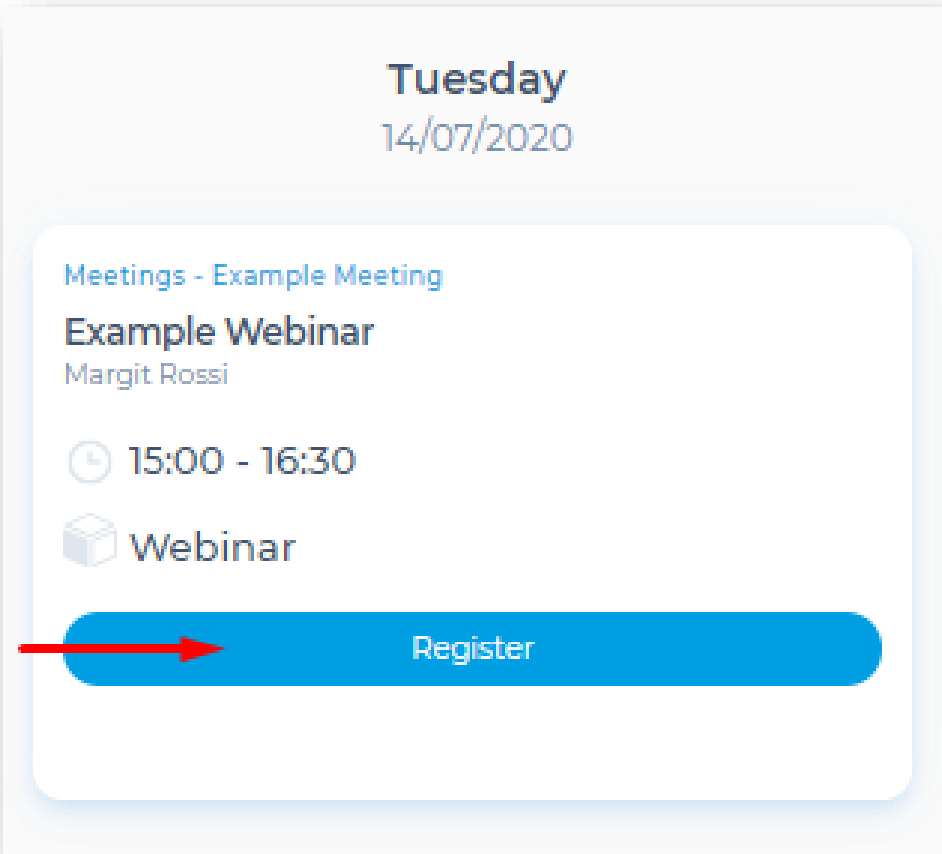 Tuesday
14/07/2020
Meetings - Example Meeting
Example Webinar
Margit Rossi
15:00 - 16:30
Webinar
Register